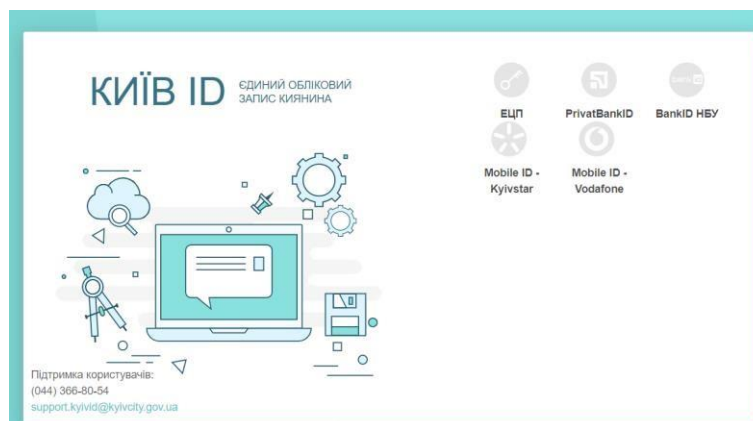 КИЇВ ID
ЄДИНИЙ ОБЛІКОВИЙ
ЗАПИС КИЯНИНА
ЕЦП
PrivatBankID
BankID НБУ
Mobile ID -
Kyivstar
Mobile ID -
Vodafone
Підтримка користувачів:
(044) 366-80-54
support.kyivid@kyivcity.gov.ua